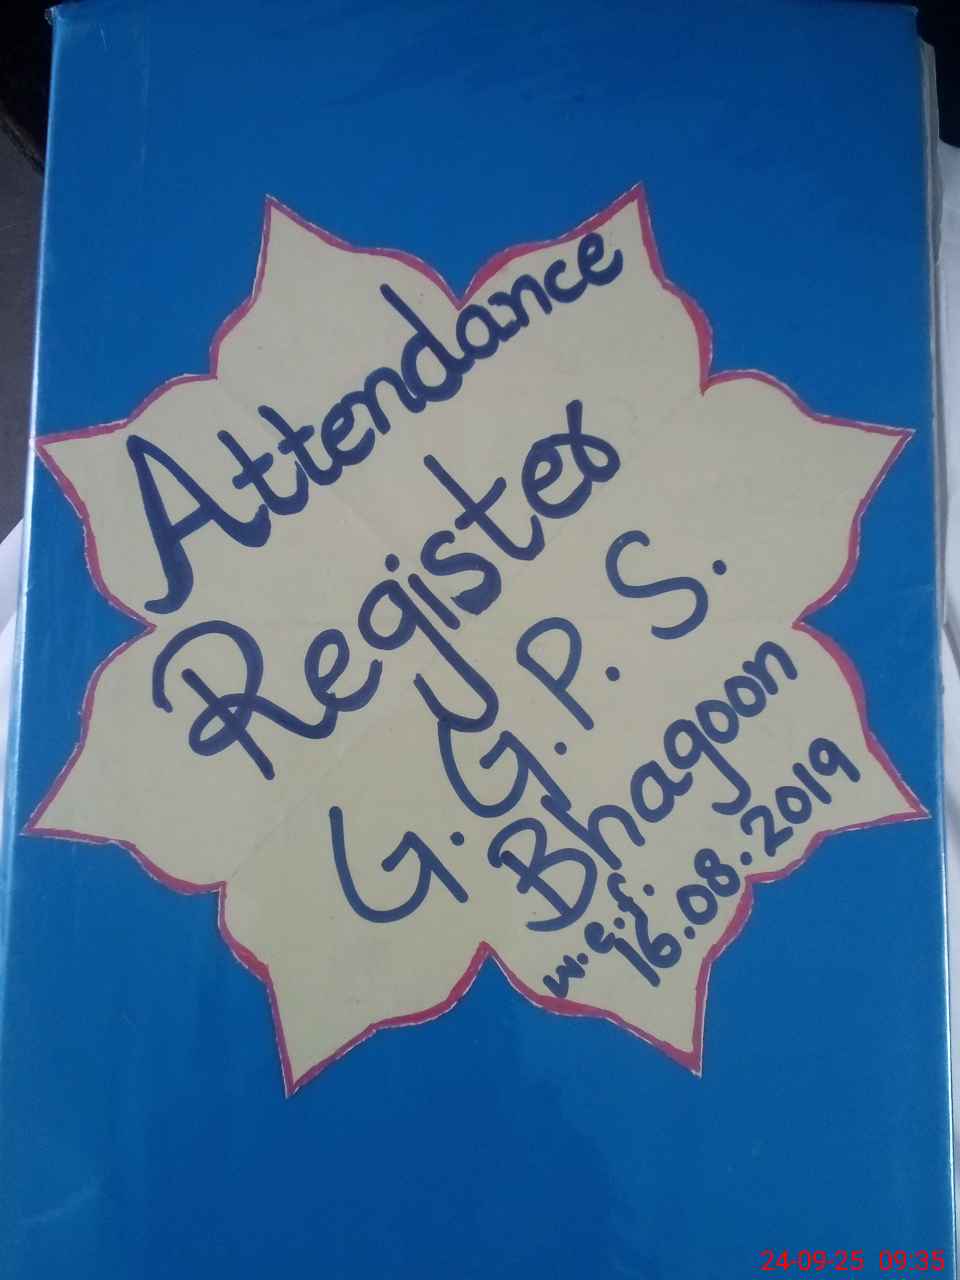 Attendance
Register
G.G.P.S.
Bhagoon
w.e.f.
16.08.2019
24-09-25 09:35